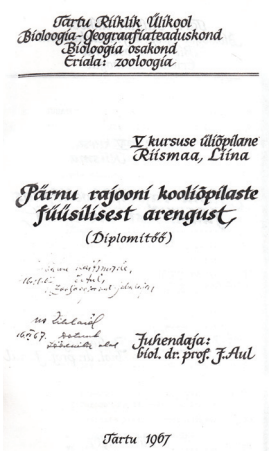 Tartu Riiklik Ülikool
Bioloogia-Geograafiateaduskond
Bioloogia osakond
Eriala: zooloogia
V kursuse üliõpilane
Riismaa, Liina
Pärnu rajooni kooliõpilaste
füüsilisest arengust,
(Diplomitöö)
Juhendaja:
biol. dr. prof. J. Aul
Tartu 1967